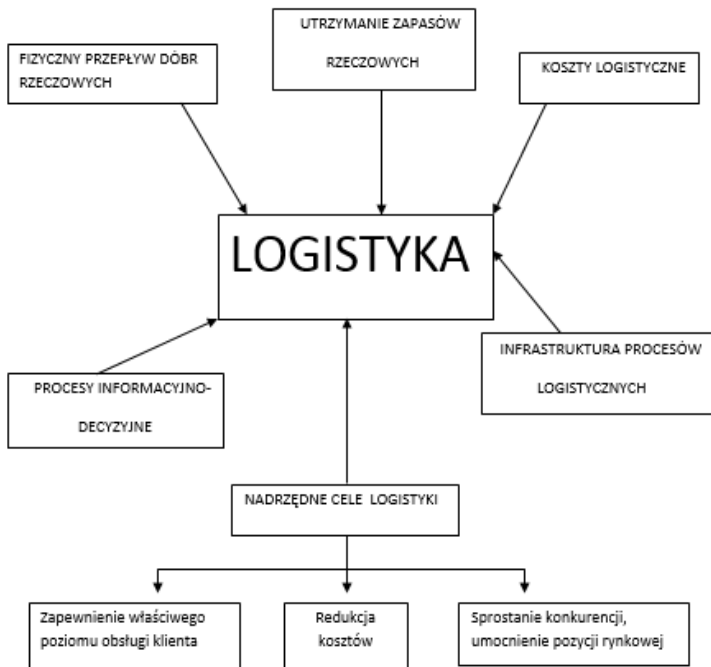 FIZYCZNY PRZEPŁYW DÓBR
RZECZOWYCH
UTRZYMANIE ZAPASÓW
RZECZOWYCH
KOSZTY LOGISTYCZNE
LOGISTYKA
PROCESY INFORMACYJNO-
DECYZYJNE
INFRASTRUKTURA PROCESÓW
LOGISTYCZNYCH
NADRZĘDNE CELE LOGISTYKI
Zapewnienie właściwego
poziomu obsługi klienta
Redukcja
kosztów
Sprostanie konkurencji,
umocnienie pozycji rynkowej